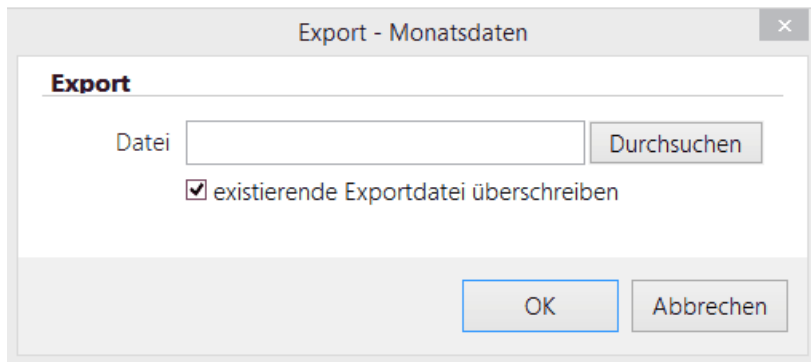 Export - Monatsdaten
Export
Datei
Durchsuchen
existierende Exportdatei überschreiben
OK
Abbrechen